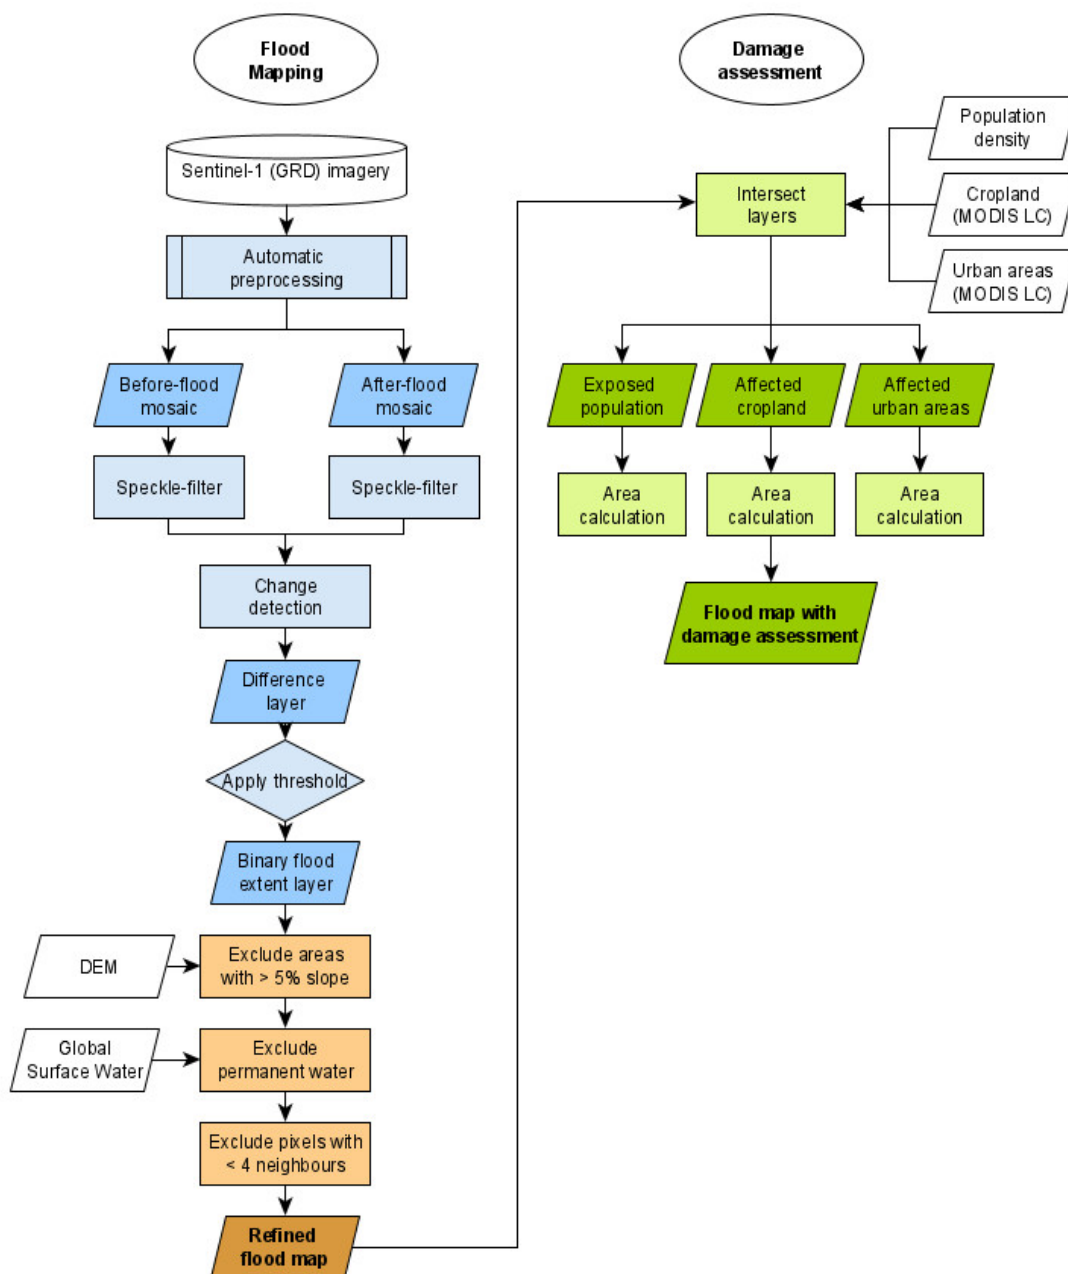 Flood
Mapping
Sentinel-1 (GRD) imagery
Automatic
preprocessing
Before-flood
mosaic
After-flood
mosaic
Speckle-filter
Speckle-filter
Change
detection
Difference
layer
Apply threshold
Binary flood
extent layer
DEM
Exclude areas
with > 5% slope
Global
Surface Water
Exclude
permanent water
Exclude pixels with
< 4 neighbours
Refined
flood map
Damage
assessment
Population
density
Intersect
layers
Cropland
(MODIS LC)
Urban areas
(MODIS LC)
Exposed
population
Affected
cropland
Affected
urban areas
Area
calculation
Area
calculation
Area
calculation
Flood map with
damage assessment